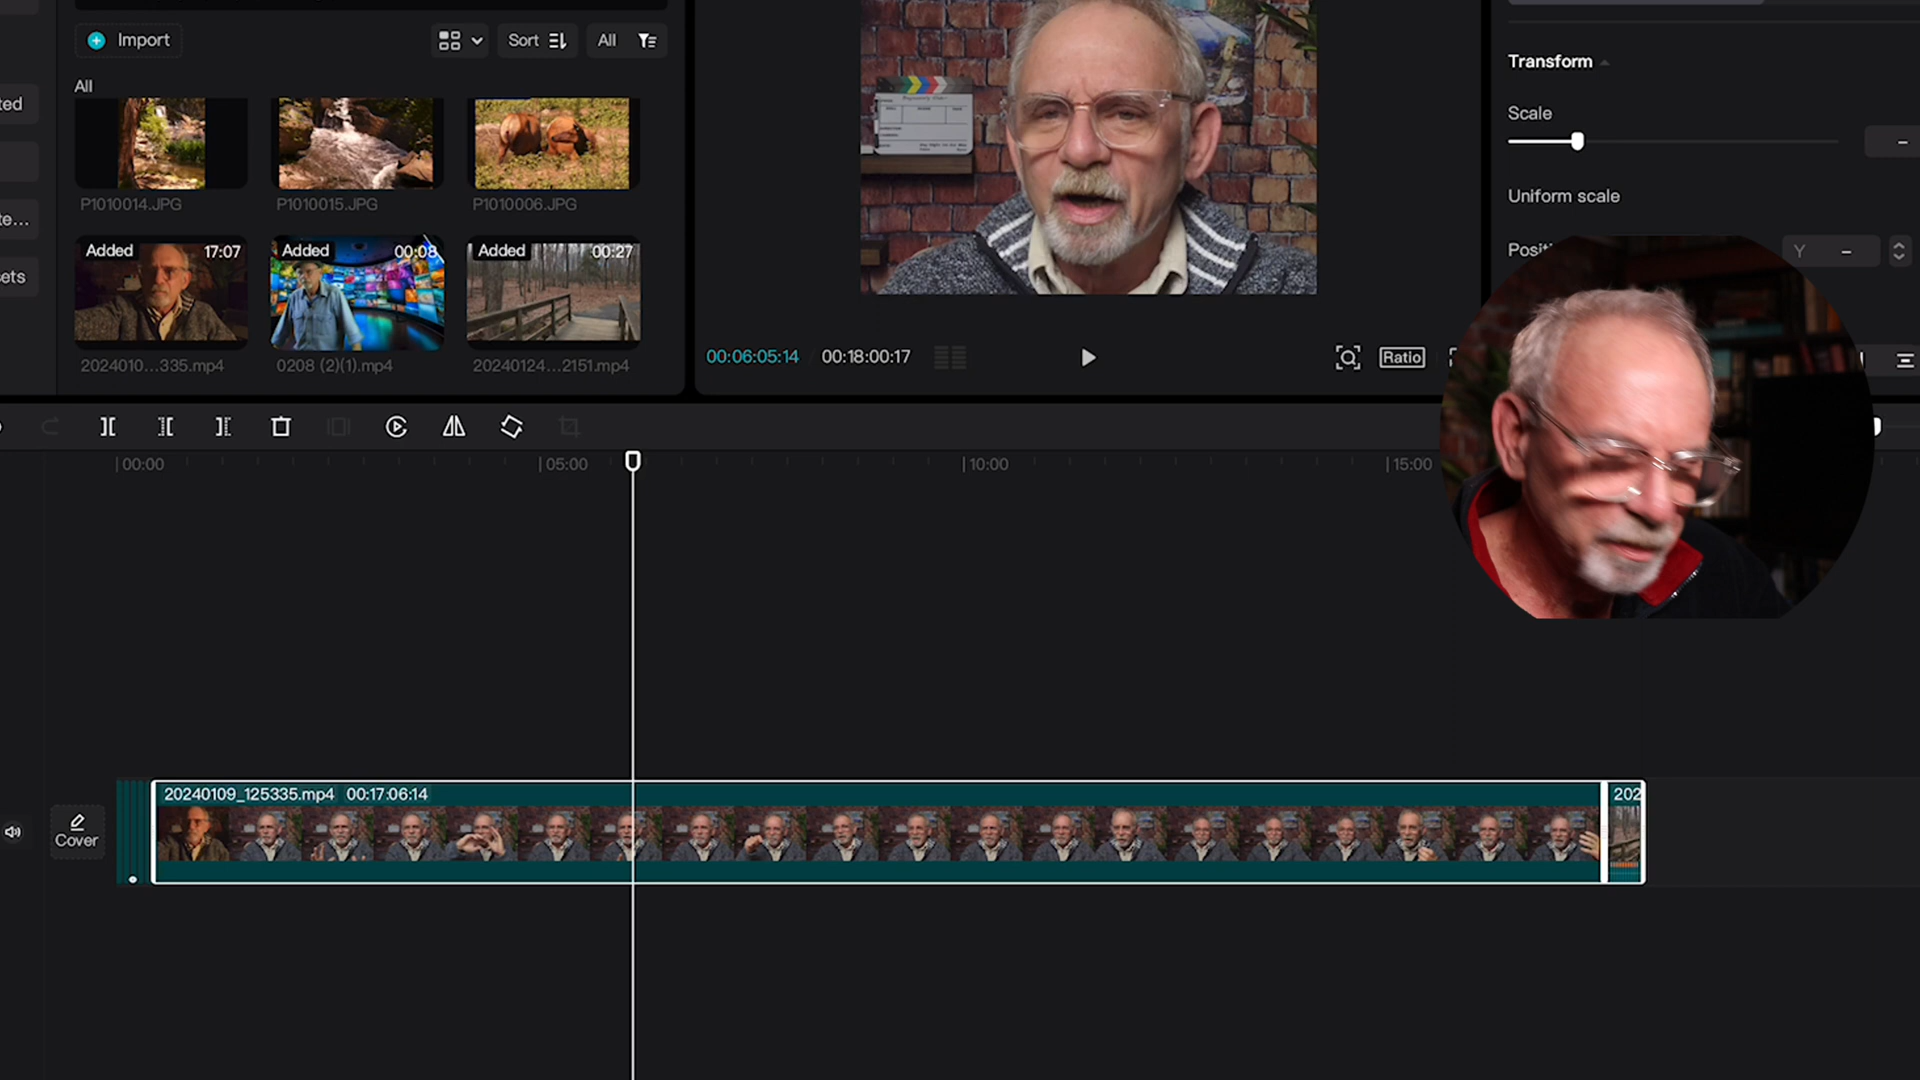 Import
Sort
All
All
ted
P1010014.JPG
P1010015.JPG
P1010006.JPG
te...
ets
Added 17:07
Added 00:08
Added 00:27
2024010...335.mp4
0208 (2)(1).mp4
20240124...2151.mp4
00:06:05:14 00:18:00:17
Ratio
Transform
Scale
Uniform scale
Posit
Y
00:00
05:00
10:00
15:00
20240109_125335.mp4 00:17:06:14
202
Cover